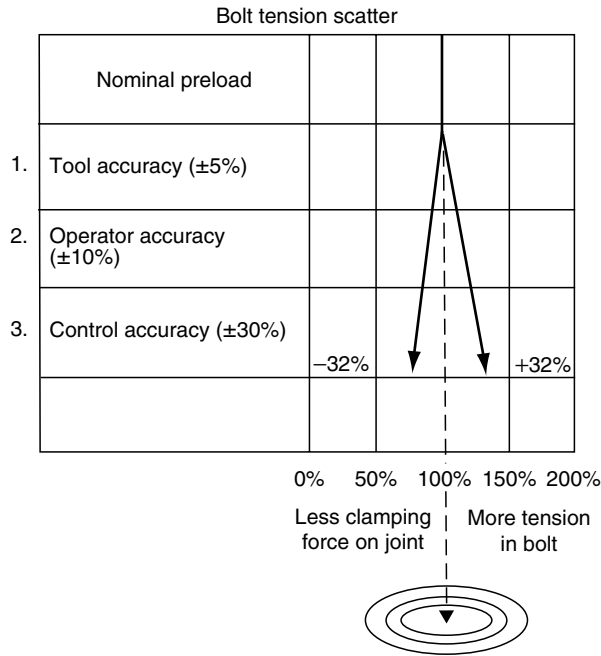 Bolt tension scatter
Nominal preload
1. Tool accuracy (±5%)
2. Operator accuracy
(±10%)
3. Control accuracy (±30%)
−32% +32%
0% 50% 100% 150% 200%
Less clamping
force on joint
More tension
in bolt